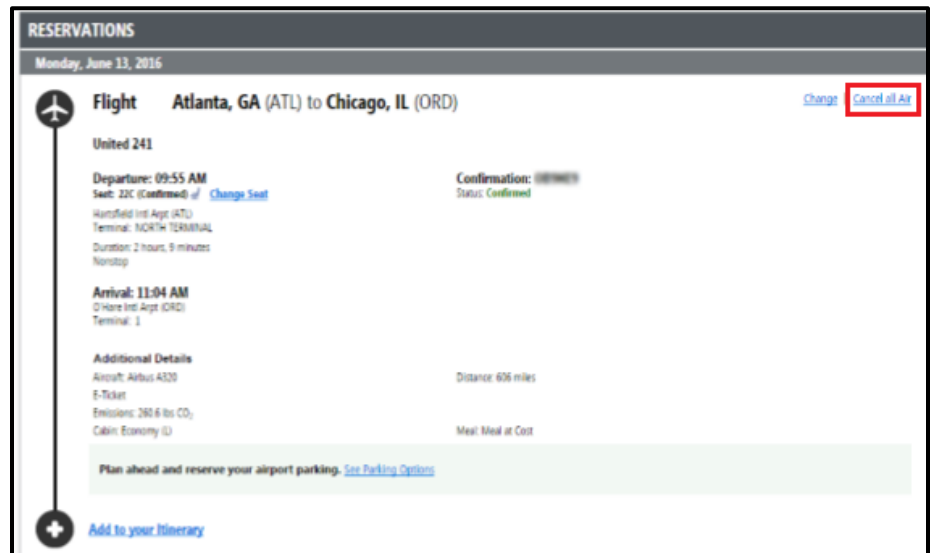 RESERVATIONS
Monday, June 13, 2016
Flight Atlanta, GA (ATL) to Chicago, IL (ORD)
Change | Cancel all Air
United 241
Departure: 09:55 AM
Confirmation:
Seat: 22C (Confirmed) Change Seat
Status: Confirmed
Hartsfield Intl Arpt (ATL)
Terminal: NORTH TERMINAL
Duration: 2 hours, 9 minutes
Nonstop
Arrival: 11:04 AM
O'Hare Intl Arpt (ORD)
Terminal: 1
Additional Details
Aircraft: Airbus A320
Distance: 606 miles
E-Ticket
Emissions: 260.6 lbs CO₂
Cabin: Economy (L)
Meal: Meal at Cost
Plan ahead and reserve your airport parking. See Parking Options
Add to your Itinerary